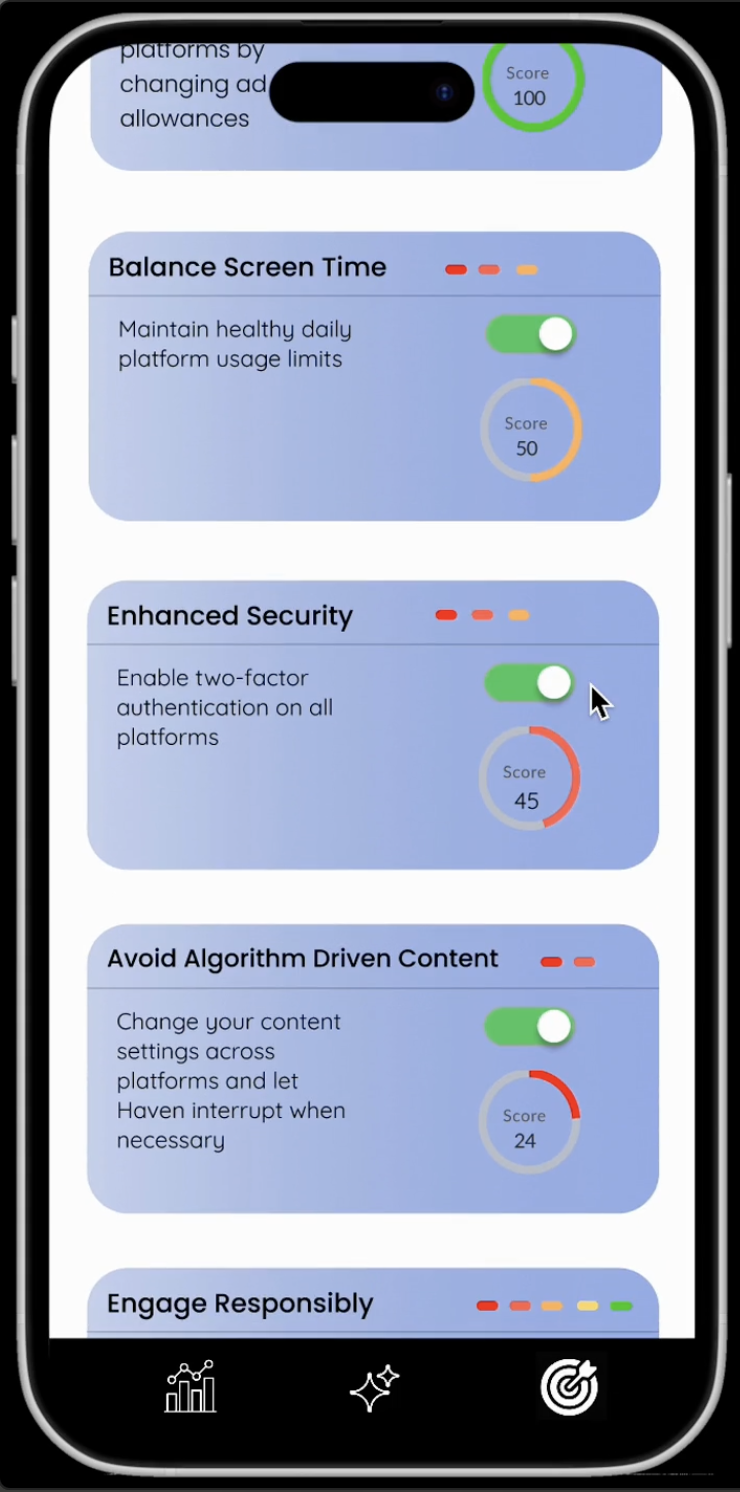 platforms by
changing ad
allowances
Score
100
Balance Screen Time
Maintain healthy daily
platform usage limits
Score
50
Enhanced Security
Enable two-factor
authentication on all
platforms
Score
45
Avoid Algorithm Driven Content
Change your content
settings across
platforms and let
Haven interrupt when
necessary
Score
24
Engage Responsibly